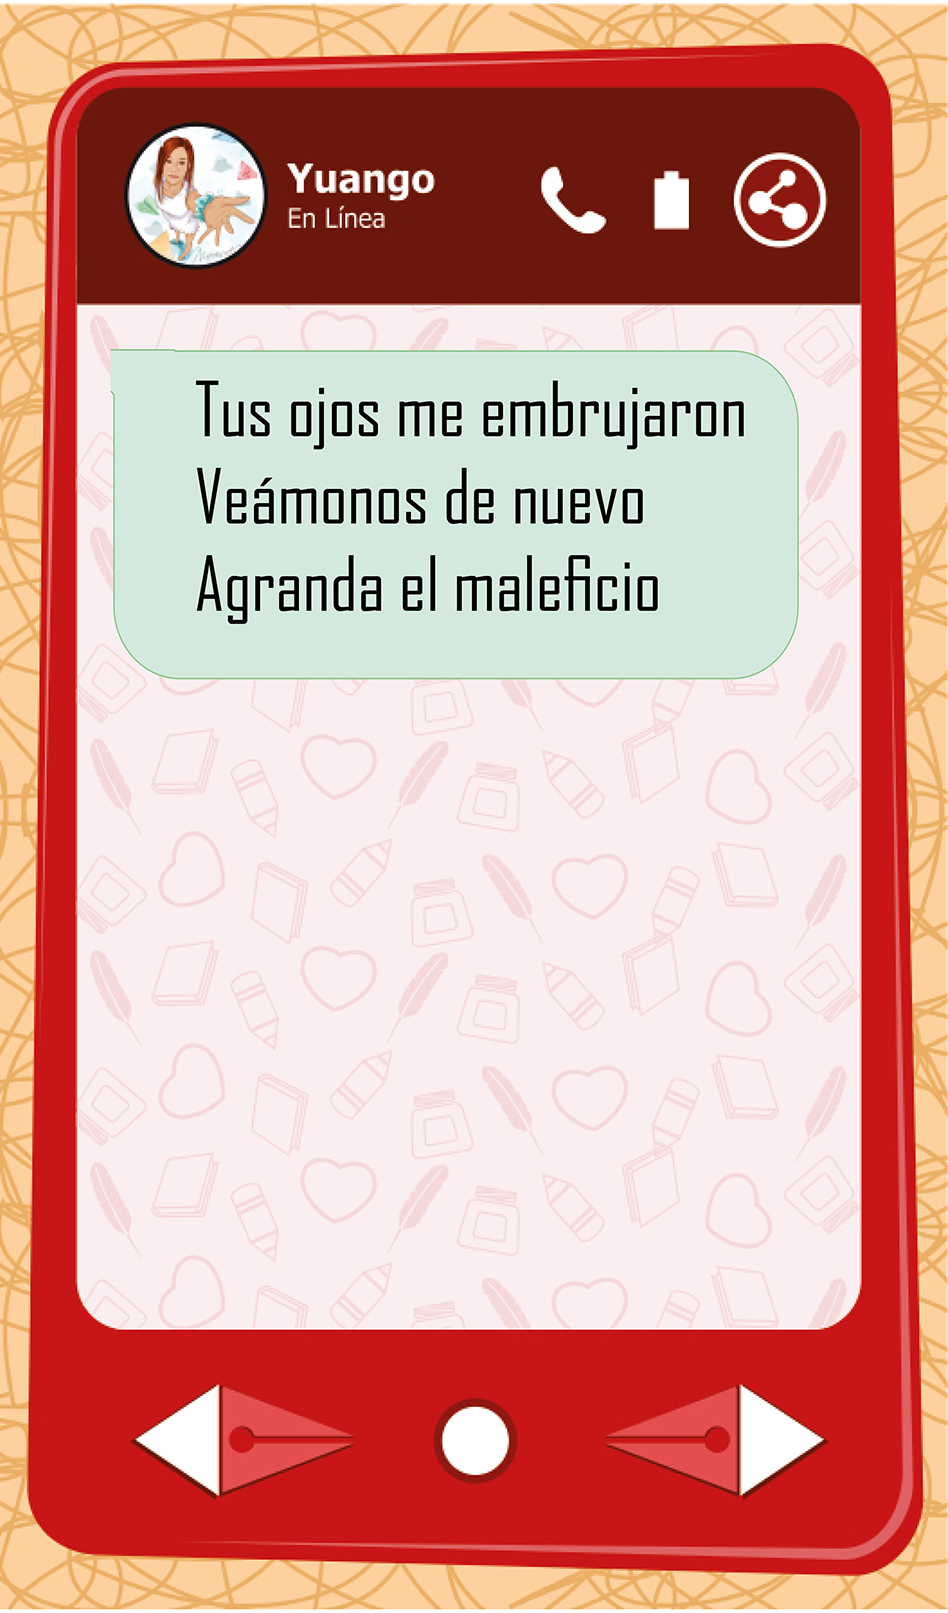 Yuango
En Línea
Tus ojos me embrujaron
Veámonos de nuevo
Agranda el maleficio